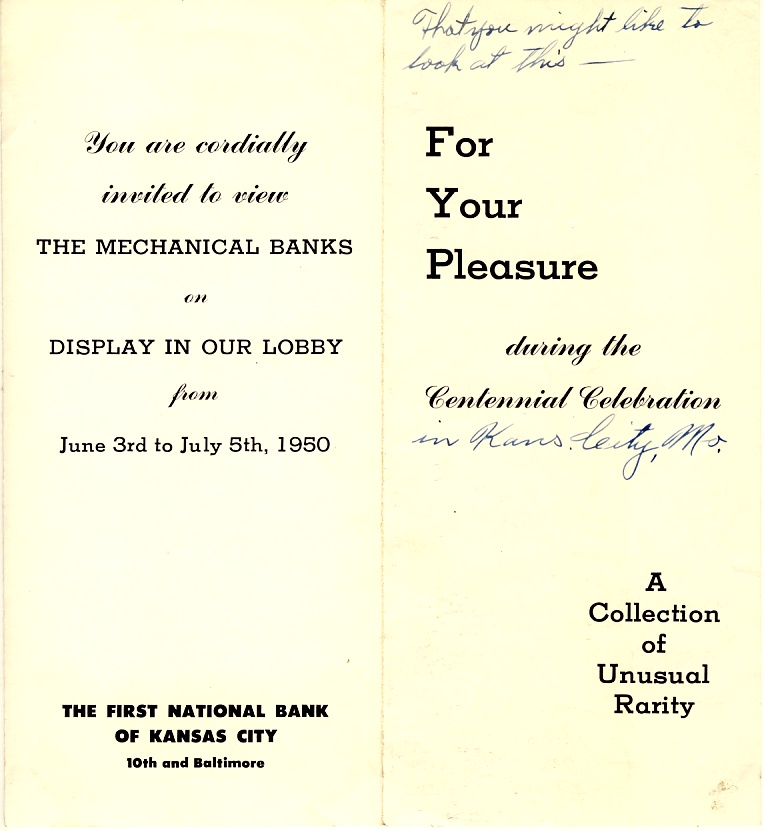 You are cordially
invited to view
THE MECHANICAL BANKS
on
DISPLAY IN OUR LOBBY
from
June 3rd to July 5th, 1950
THE FIRST NATIONAL BANK
OF KANSAS CITY
10th and Baltimore
That you might like to
look at this —
For
Your
Pleasure
during the
Centennial Celebration
in Kans. City, Mo.
A
Collection
of
Unusual
Rarity